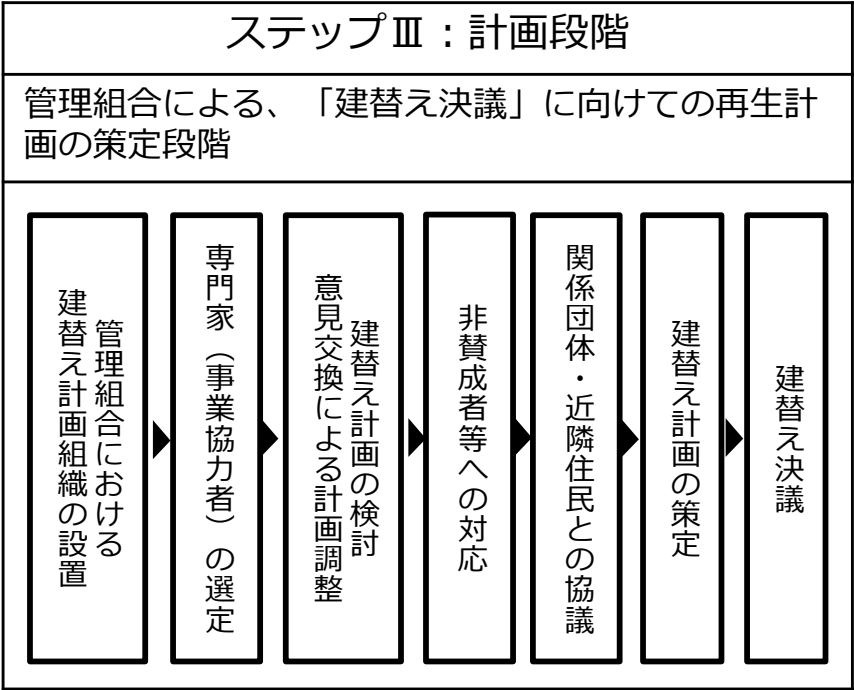 ステップⅢ：計画段階
管理組合による、「建替え決議」に向けての再生計
画の策定段階
管理組合における
建替え計画組織の設置
専門家（事業協力者）の選定
建替え計画の検討
意見交換による計画調整
非賛成者等への対応
関係団体・近隣住民との協議
建替え計画の策定
建替え決議